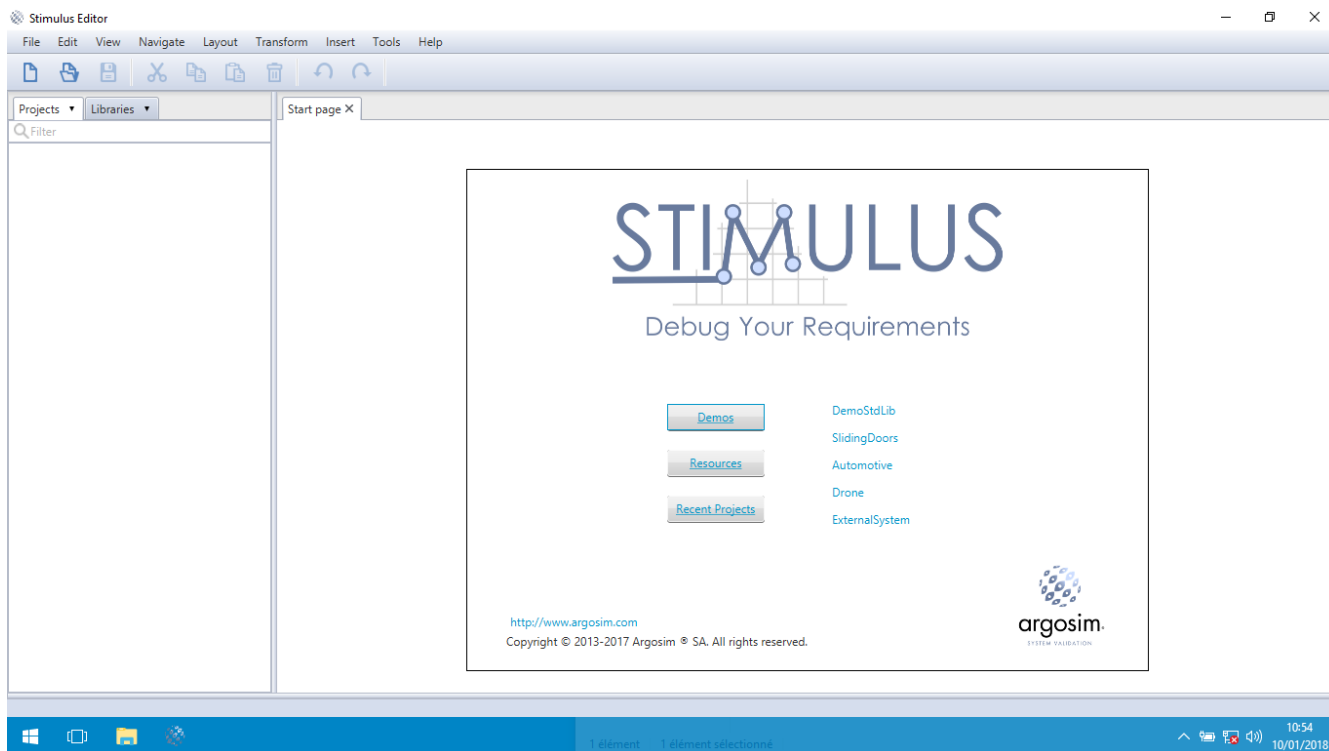 Stimulus Editor
File Edit View Navigate Layout Transform Insert Tools Help
Projects Libraries
Start page
Filter
STIMULUS
Debug Your Requirements
Demos
Resources
Recent Projects
DemoStdLib
SlidingDoors
Automotive
Drone
ExternalSystem
http://www.argosim.com
Copyright © 2013-2017 Argosim ® SA. All rights reserved.
argosim®
SYSTEM VALIDATION
1 élément 1 élément sélectionné
10:54
10/01/2018